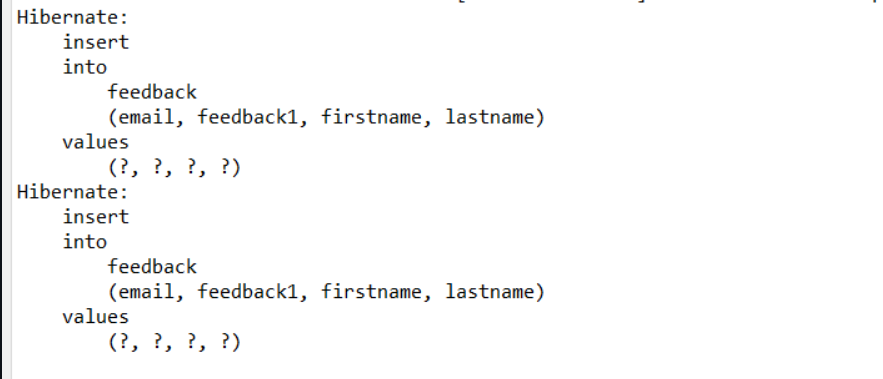 Hibernate:
    insert
    into
        feedback
        (email, feedback1, firstname, lastname)
    values
        (?, ?, ?, ?)
Hibernate:
    insert
    into
        feedback
        (email, feedback1, firstname, lastname)
    values
        (?, ?, ?, ?)